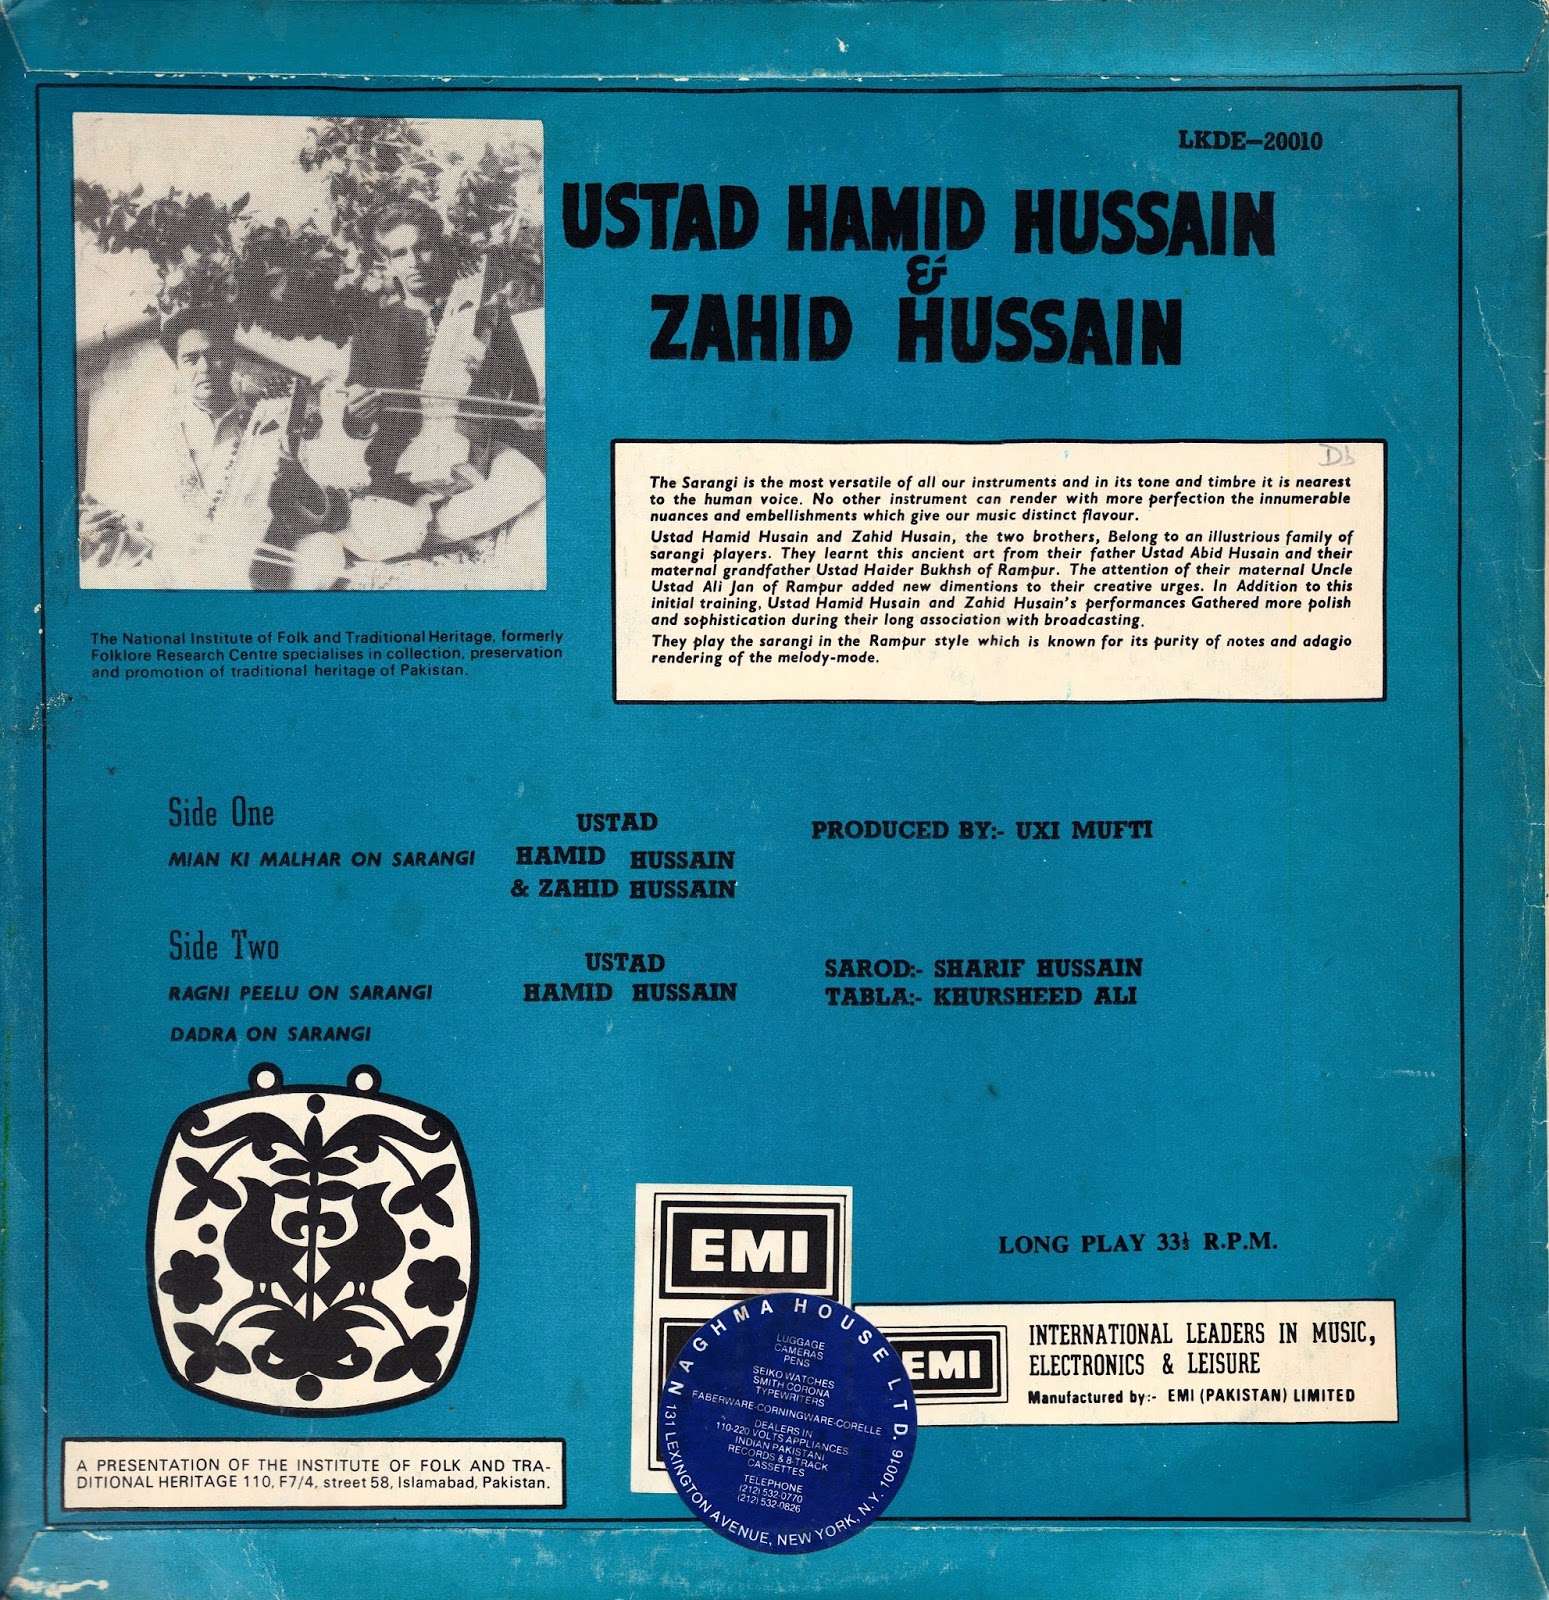 LKDE—20010
USTAD HAMID HUSSAIN
&
ZAHID HUSSAIN
Db
The Sarangi is the most versatile of all our instruments and in its tone and timbre it is nearest
to the human voice. No other instrument can render with more perfection the innumerable
nuances and embellishments which give our music distinct flavour.
Ustad Hamid Husain and Zahid Husain, the two brothers, Belong to an illustrious family of
sarangi players. They learnt this ancient art from their father Ustad Abid Husain and their
maternal grandfather Ustad Haider Bukhsh of Rampur. The attention of their maternal Uncle
Ustad Ali Jan of Rampur added new dimentions to their creative urges. In Addition to this
initial training, Ustad Hamid Husain and Zahid Husain's performances Gathered more polish
and sophistication during their long association with broadcasting.
They play the sarangi in the Rampur style which is known for its purity of notes and adagio
rendering of the melody-mode.
The National Institute of Folk and Traditional Heritage, formerly
Folklore Research Centre specialises in collection, preservation
and promotion of traditional heritage of Pakistan.
Side One
MIAN KI MALHAR ON SARANGI
USTAD
HAMID HUSSAIN
& ZAHID HUSSAIN
PRODUCED BY:- UXI MUFTI
Side Two
RAGNI PEELU ON SARANGI
DADRA ON SARANGI
USTAD
HAMID HUSSAIN
SAROD:- SHARIF HUSSAIN
TABLA:- KHURSHEED ALI
EMI
LONG PLAY 33⅓ R.P.M.
EMI
INTERNATIONAL LEADERS IN MUSIC,
ELECTRONICS & LEISURE
Manufactured by:- EMI (PAKISTAN) LIMITED
NAGHMA HOUSE LTD.
LUGGAGE
CAMERAS
PENS
SEIKO WATCHES
SMITH CORONA
TYPEWRITERS
FABERWARE-CORNINGWARE-CORELLE
DEALERS IN
110-220 VOLTS APPLIANCES
INDIAN PAKISTANI
RECORDS & 8-TRACK
CASSETTES
TELEPHONE
(212) 532-0770
(212) 532-0826
131 LEXINGTON AVENUE, NEW YORK, N.Y. 10016
A PRESENTATION OF THE INSTITUTE OF FOLK AND TRA-
DITIONAL HERITAGE 110, F7/4, street 58, Islamabad, Pakistan.